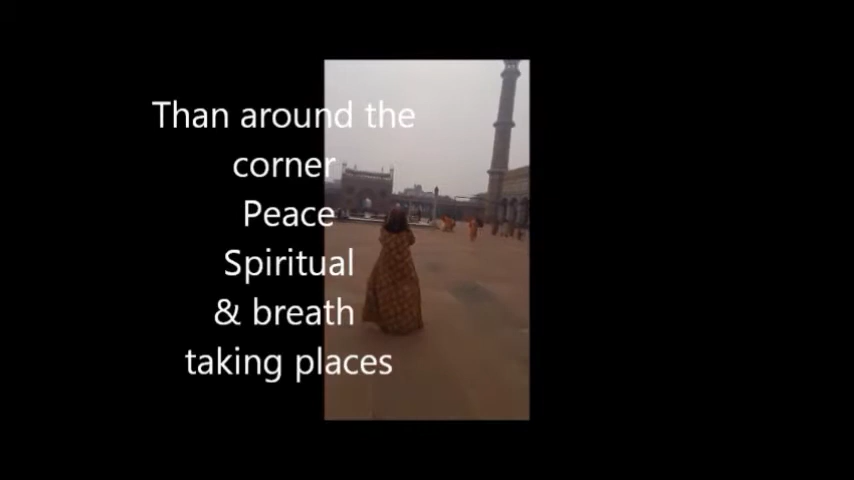 Than around the
corner
Peace
Spiritual
& breath
taking places